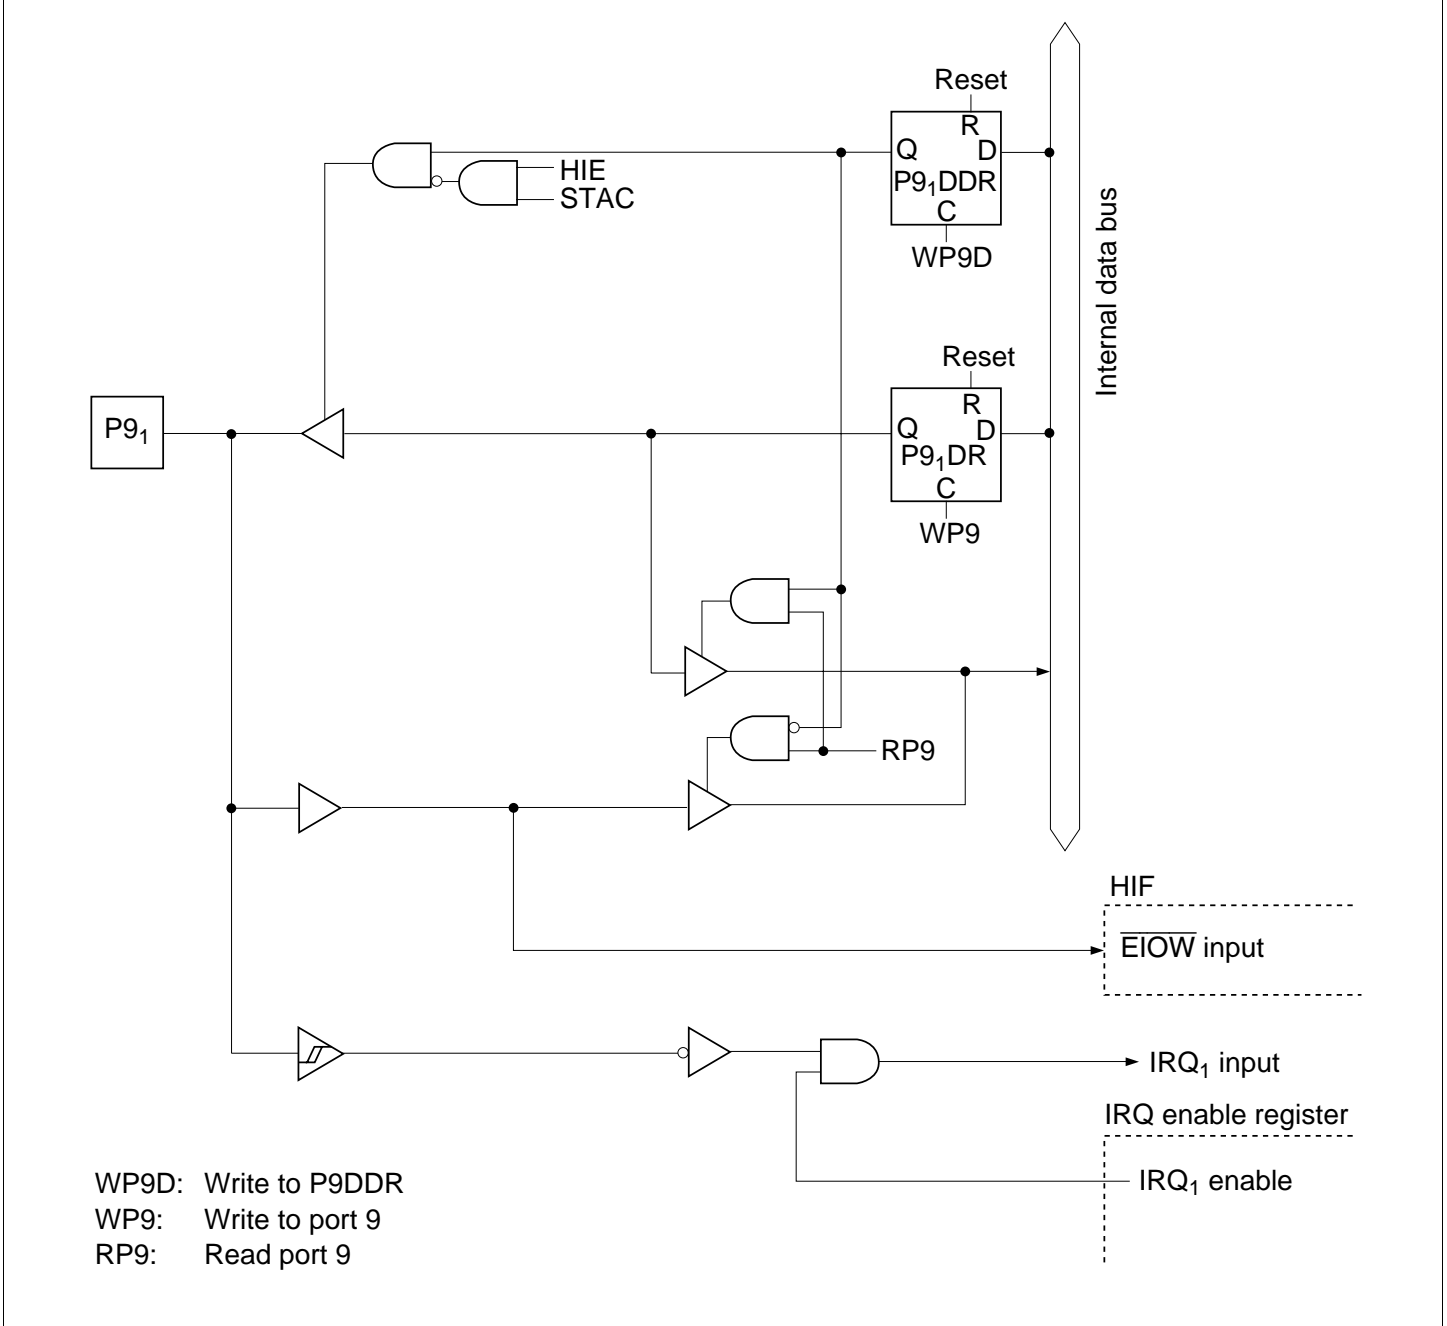 Reset
R
Q D
P9₁DDR
C
WP9D
HIE
STAC
Internal data bus
Reset
R
Q D
P9₁DR
C
WP9
P9₁
RP9
HIF
E̅I̅O̅W̅ input
IRQ₁ input
IRQ enable register
IRQ₁ enable
WP9D: Write to P9DDR
WP9: Write to port 9
RP9: Read port 9